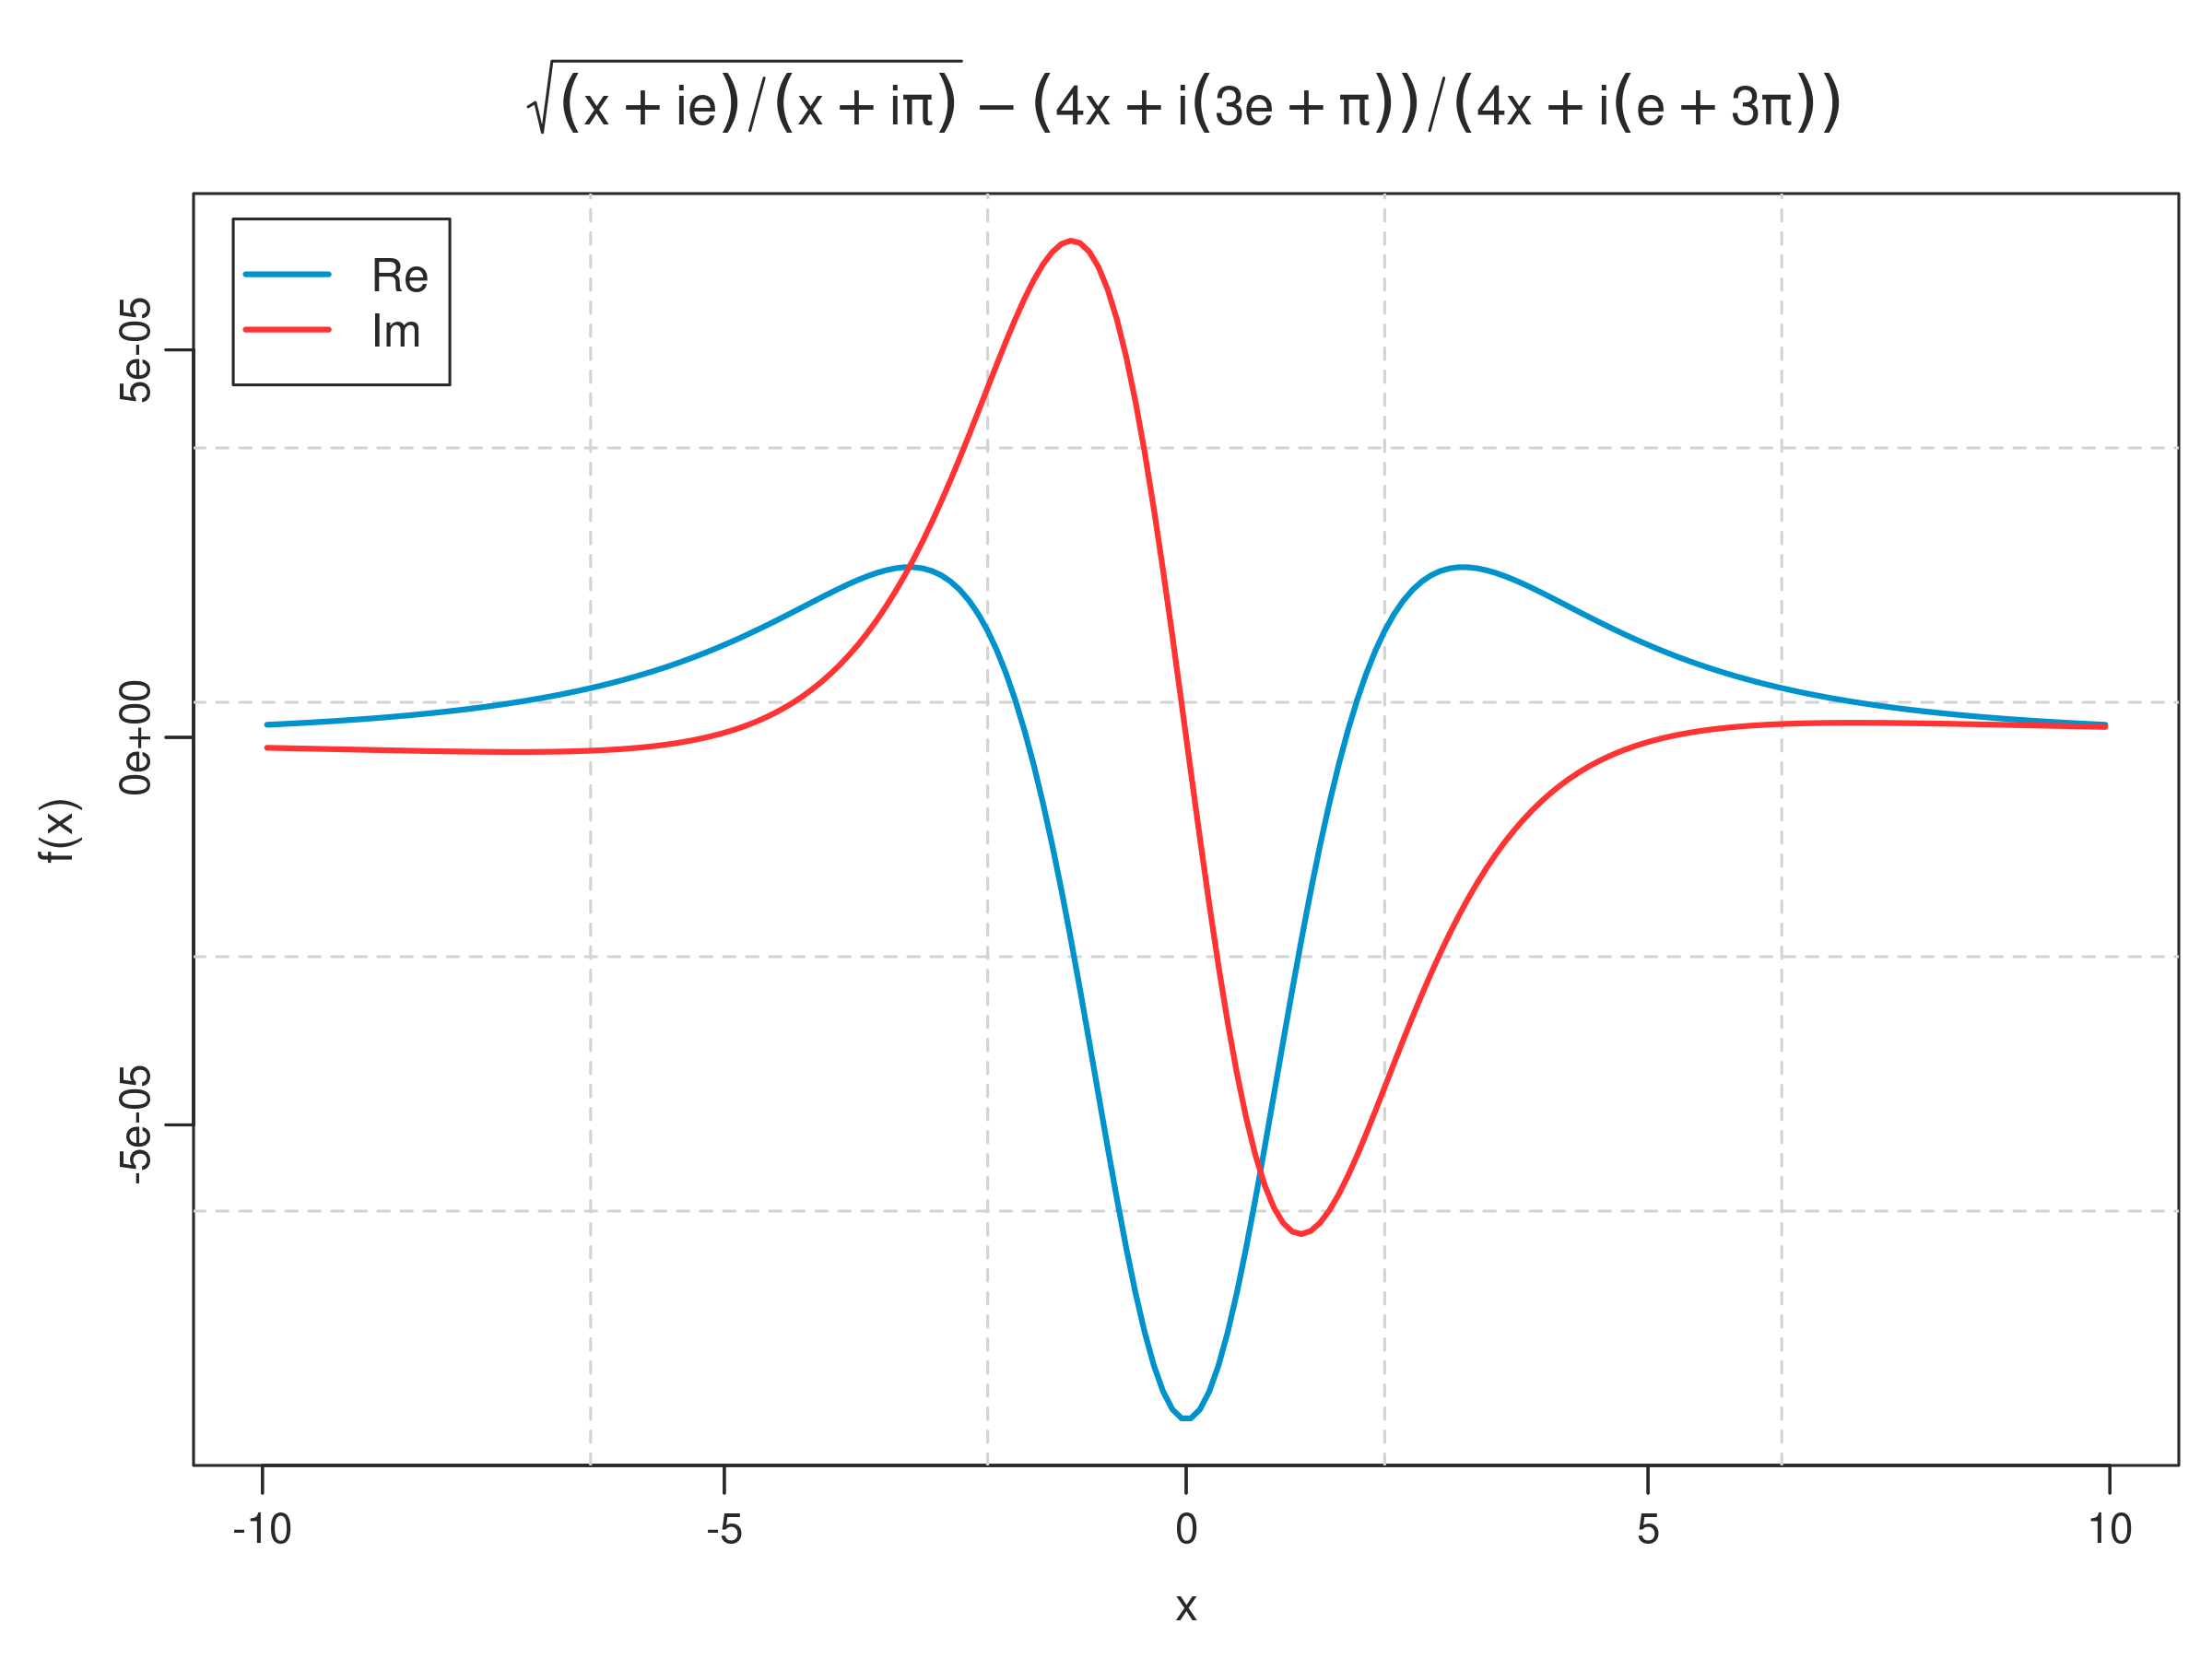 √(x + ie)/(x + iπ) − (4x + i(3e + π))/(4x + i(e + 3π))
Re
Im
5e-05
0e+00
-5e-05
f(x)
-10 -5 0 5 10
x